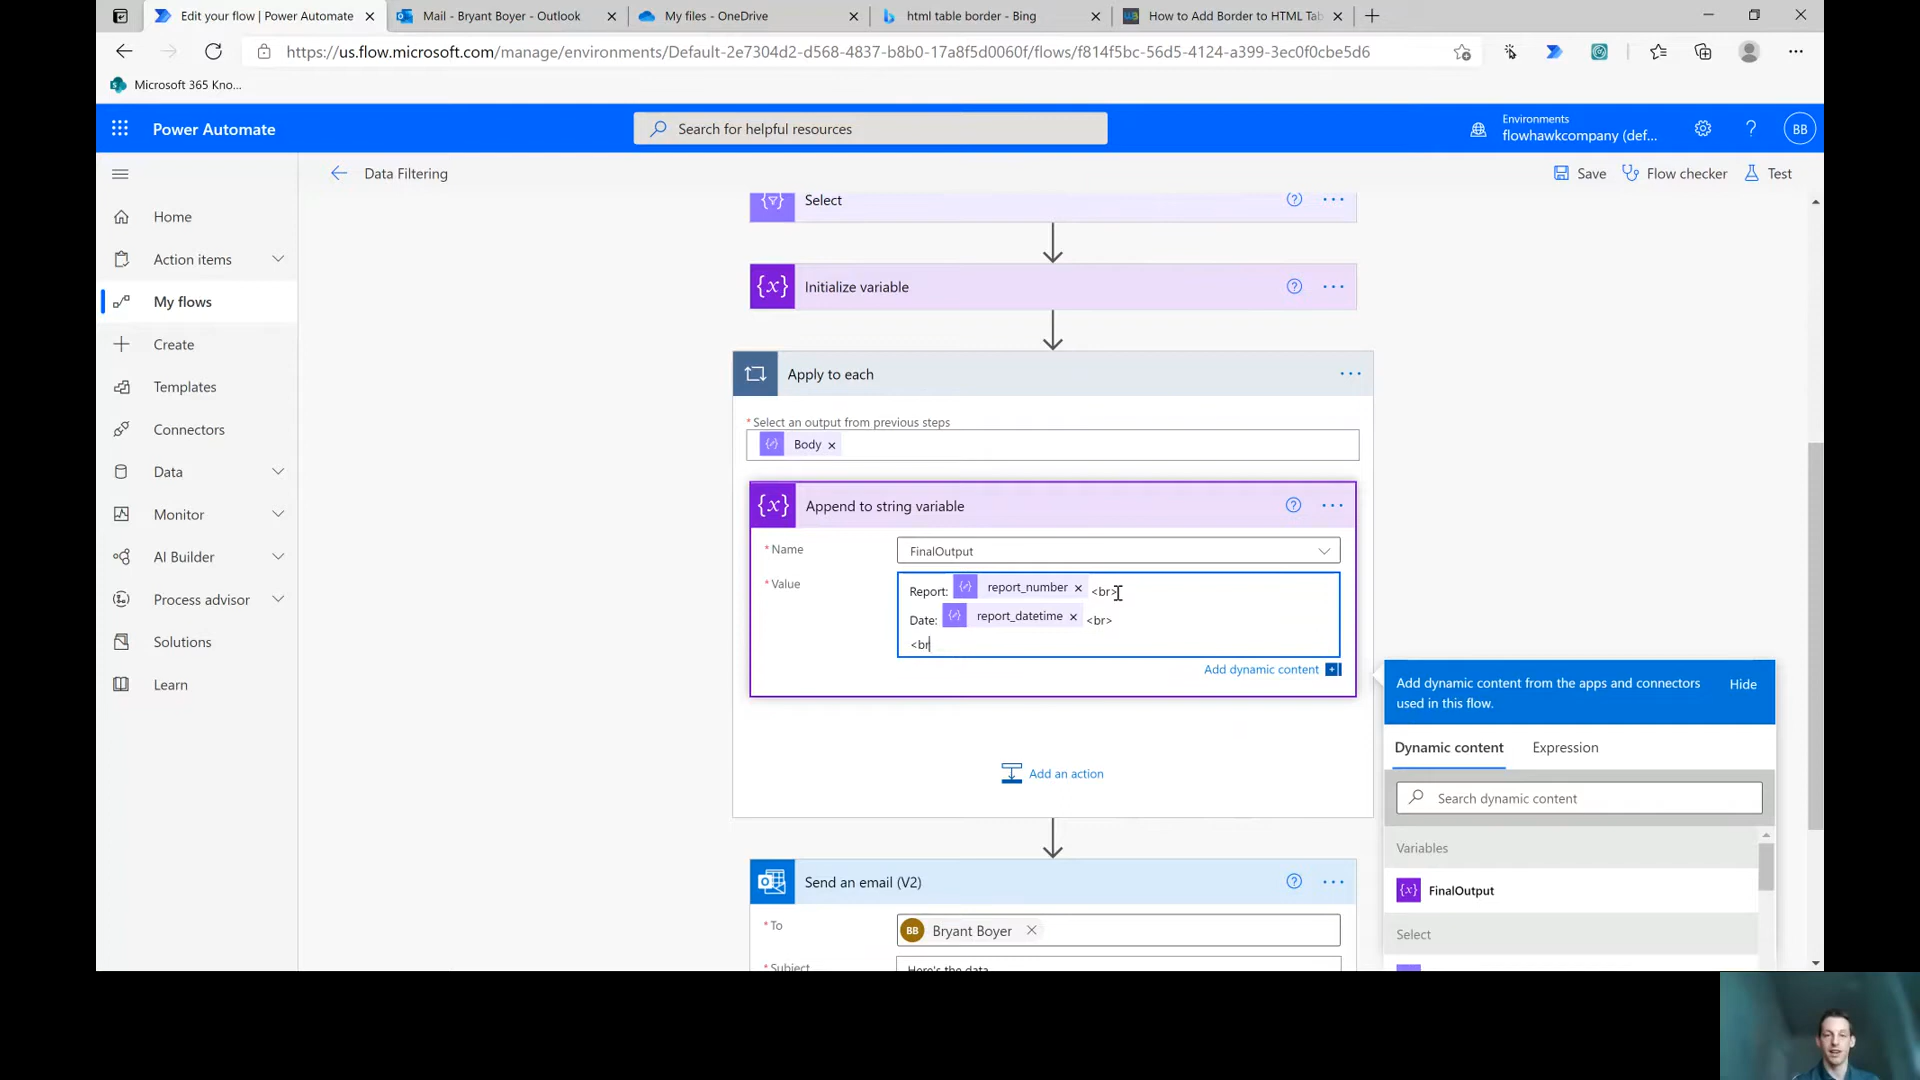 Edit your flow | Power Automate
Mail - Bryant Boyer - Outlook
My files - OneDrive
html table border - Bing
How to Add Border to HTML Tab
https://us.flow.microsoft.com/manage/environments/Default-2e7304d2-d568-4837-b8b0-17a8f5d0060f/flows/f814f5bc-56d5-4124-a399-3ec0f0cbe5d6
Microsoft 365 Kno...
Power Automate
Search for helpful resources
Environments
flowhawkcompany (def...
?
BB
Data Filtering
Save
Flow checker
Test
Home
Action items
My flows
Create
Templates
Connectors
Data
Monitor
AI Builder
Process advisor
Solutions
Learn
Select
Initialize variable
Apply to each
* Select an output from previous steps
Body
Append to string variable
* Name
FinalOutput
* Value
Report: report_number <br>
Date: report_datetime <br>
<br
Add dynamic content
Add an action
Send an email (V2)
* To
BB Bryant Boyer
* Subject
Here's the data
Add dynamic content from the apps and connectors
used in this flow.
Hide
Dynamic content
Expression
Search dynamic content
Variables
FinalOutput
Select